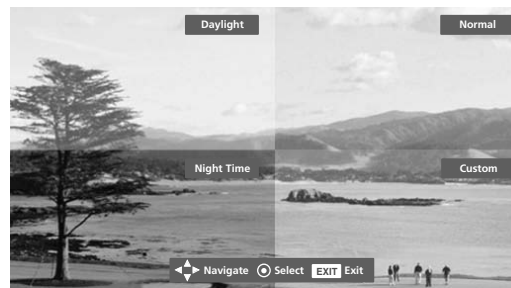 Daylight
Normal
Night Time
Custom
Navigate Select EXIT Exit